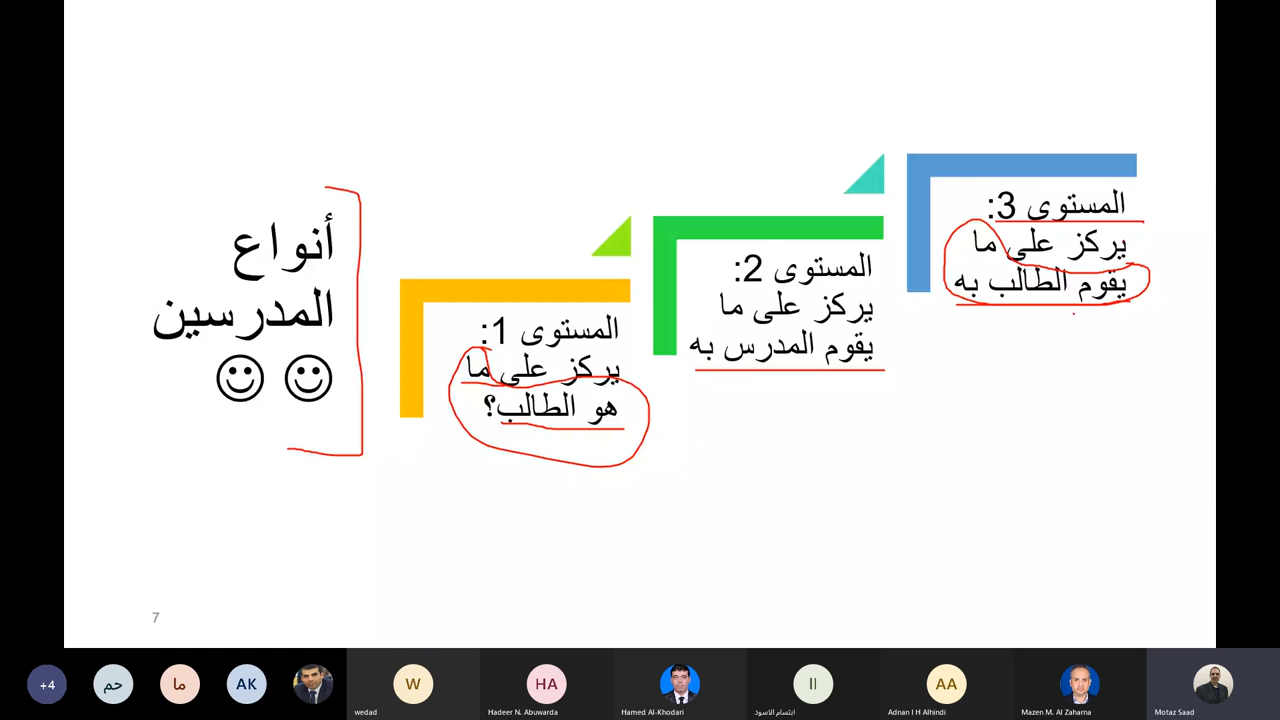 أنواع
المدرسين
المستوى 1:
يركز على ما
هو الطالب؟
المستوى 2:
يركز على ما
يقوم المدرس به
المستوى 3:
يركز على ما
يقوم الطالب به
7
+4
حم
ما
AK
W
wedad
HA
Hadeer N. Abuwarda
Hamed Al-Khodari
اا
ابتسام الاسود
AA
Adnan I H Alhindi
Mazen M. Al Zaharna
Motaz Saad